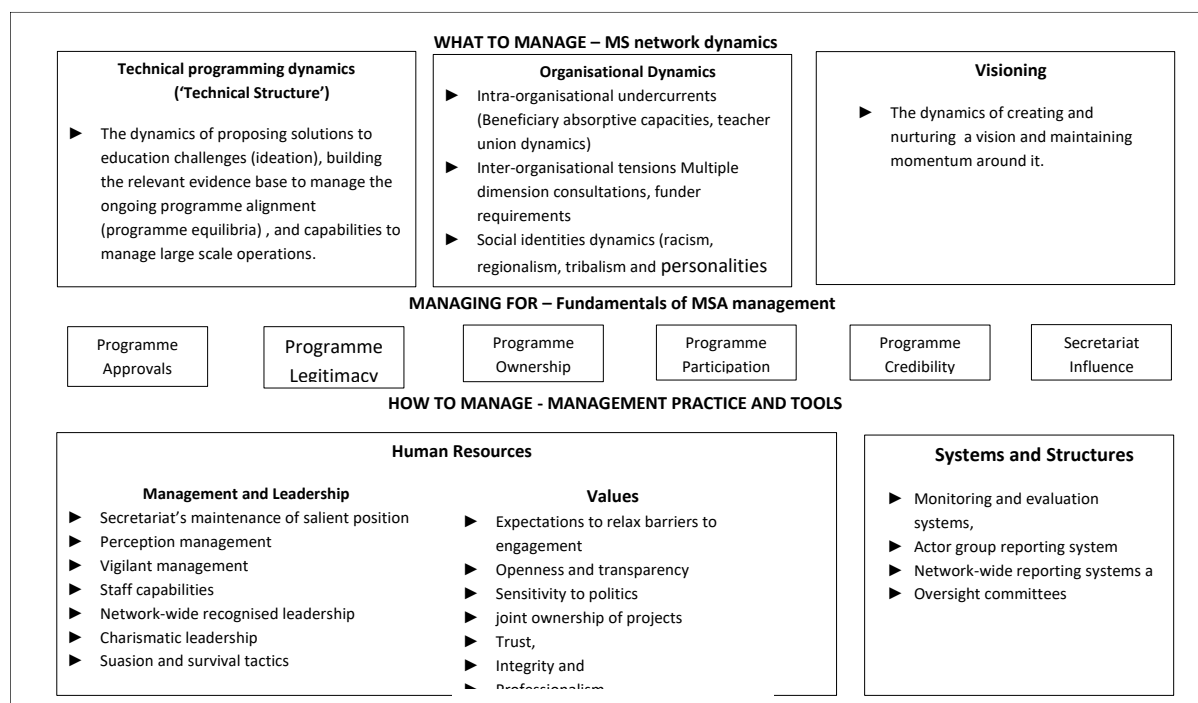 WHAT TO MANAGE – MS network dynamics
Technical programming dynamics
('Technical Structure')
► The dynamics of proposing solutions to
education challenges (ideation), building
the relevant evidence base to manage the
ongoing programme alignment
(programme equilibria) , and capabilities to
manage large scale operations.
Organisational Dynamics
► Intra-organisational undercurrents
(Beneficiary absorptive capacities, teacher
union dynamics)
► Inter-organisational tensions Multiple
dimension consultations, funder
requirements
► Social identities dynamics (racism,
regionalism, tribalism and personalities
Visioning
► The dynamics of creating and
nurturing a vision and maintaining
momentum around it.
MANAGING FOR – Fundamentals of MSA management
Programme
Approvals
Programme
Legitimacy
Programme
Ownership
Programme
Participation
Programme
Credibility
Secretariat
Influence
HOW TO MANAGE - MANAGEMENT PRACTICE AND TOOLS
Human Resources
Management and Leadership
► Secretariat's maintenance of salient position
► Perception management
► Vigilant management
► Staff capabilities
► Network-wide recognised leadership
► Charismatic leadership
► Suasion and survival tactics
Values
► Expectations to relax barriers to
engagement
► Openness and transparency
► Sensitivity to politics
► joint ownership of projects
► Trust,
► Integrity and
► Professionalism
Systems and Structures
► Monitoring and evaluation
systems,
► Actor group reporting system
► Network-wide reporting systems a
► Oversight committees